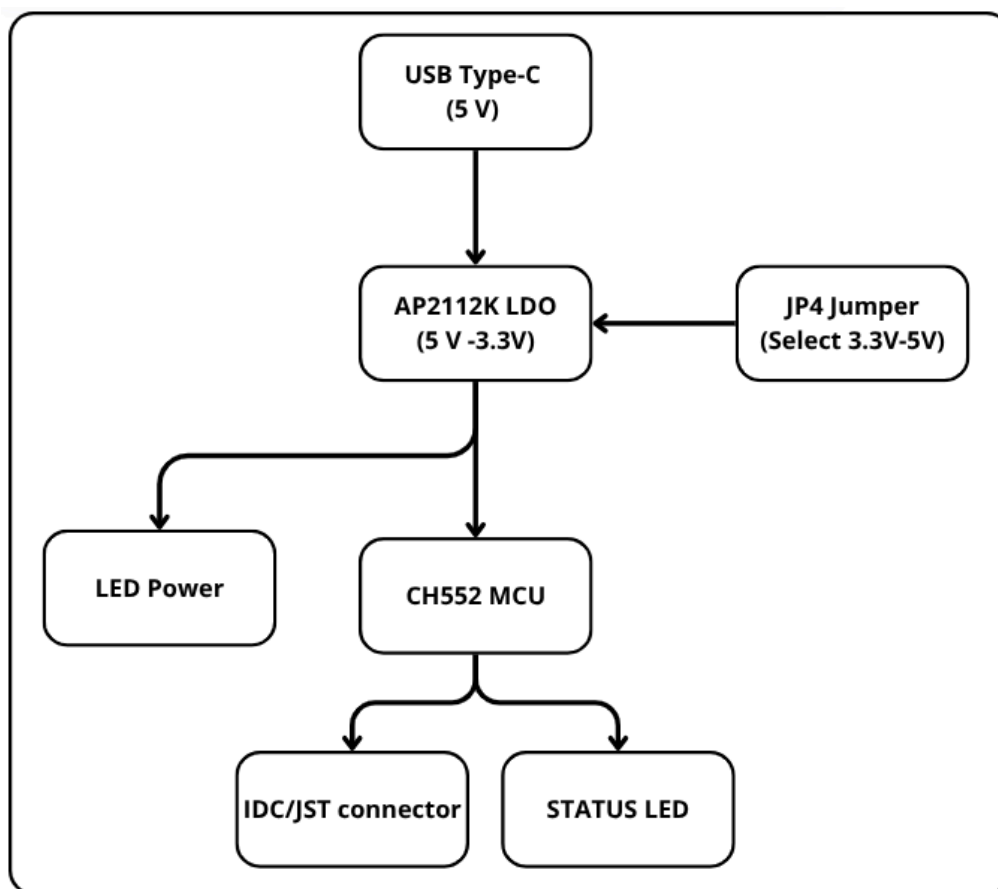 USB Type-C
(5 V)
AP2112K LDO
(5 V -3.3V)
JP4 Jumper
(Select 3.3V-5V)
LED Power
CH552 MCU
IDC/JST connector
STATUS LED